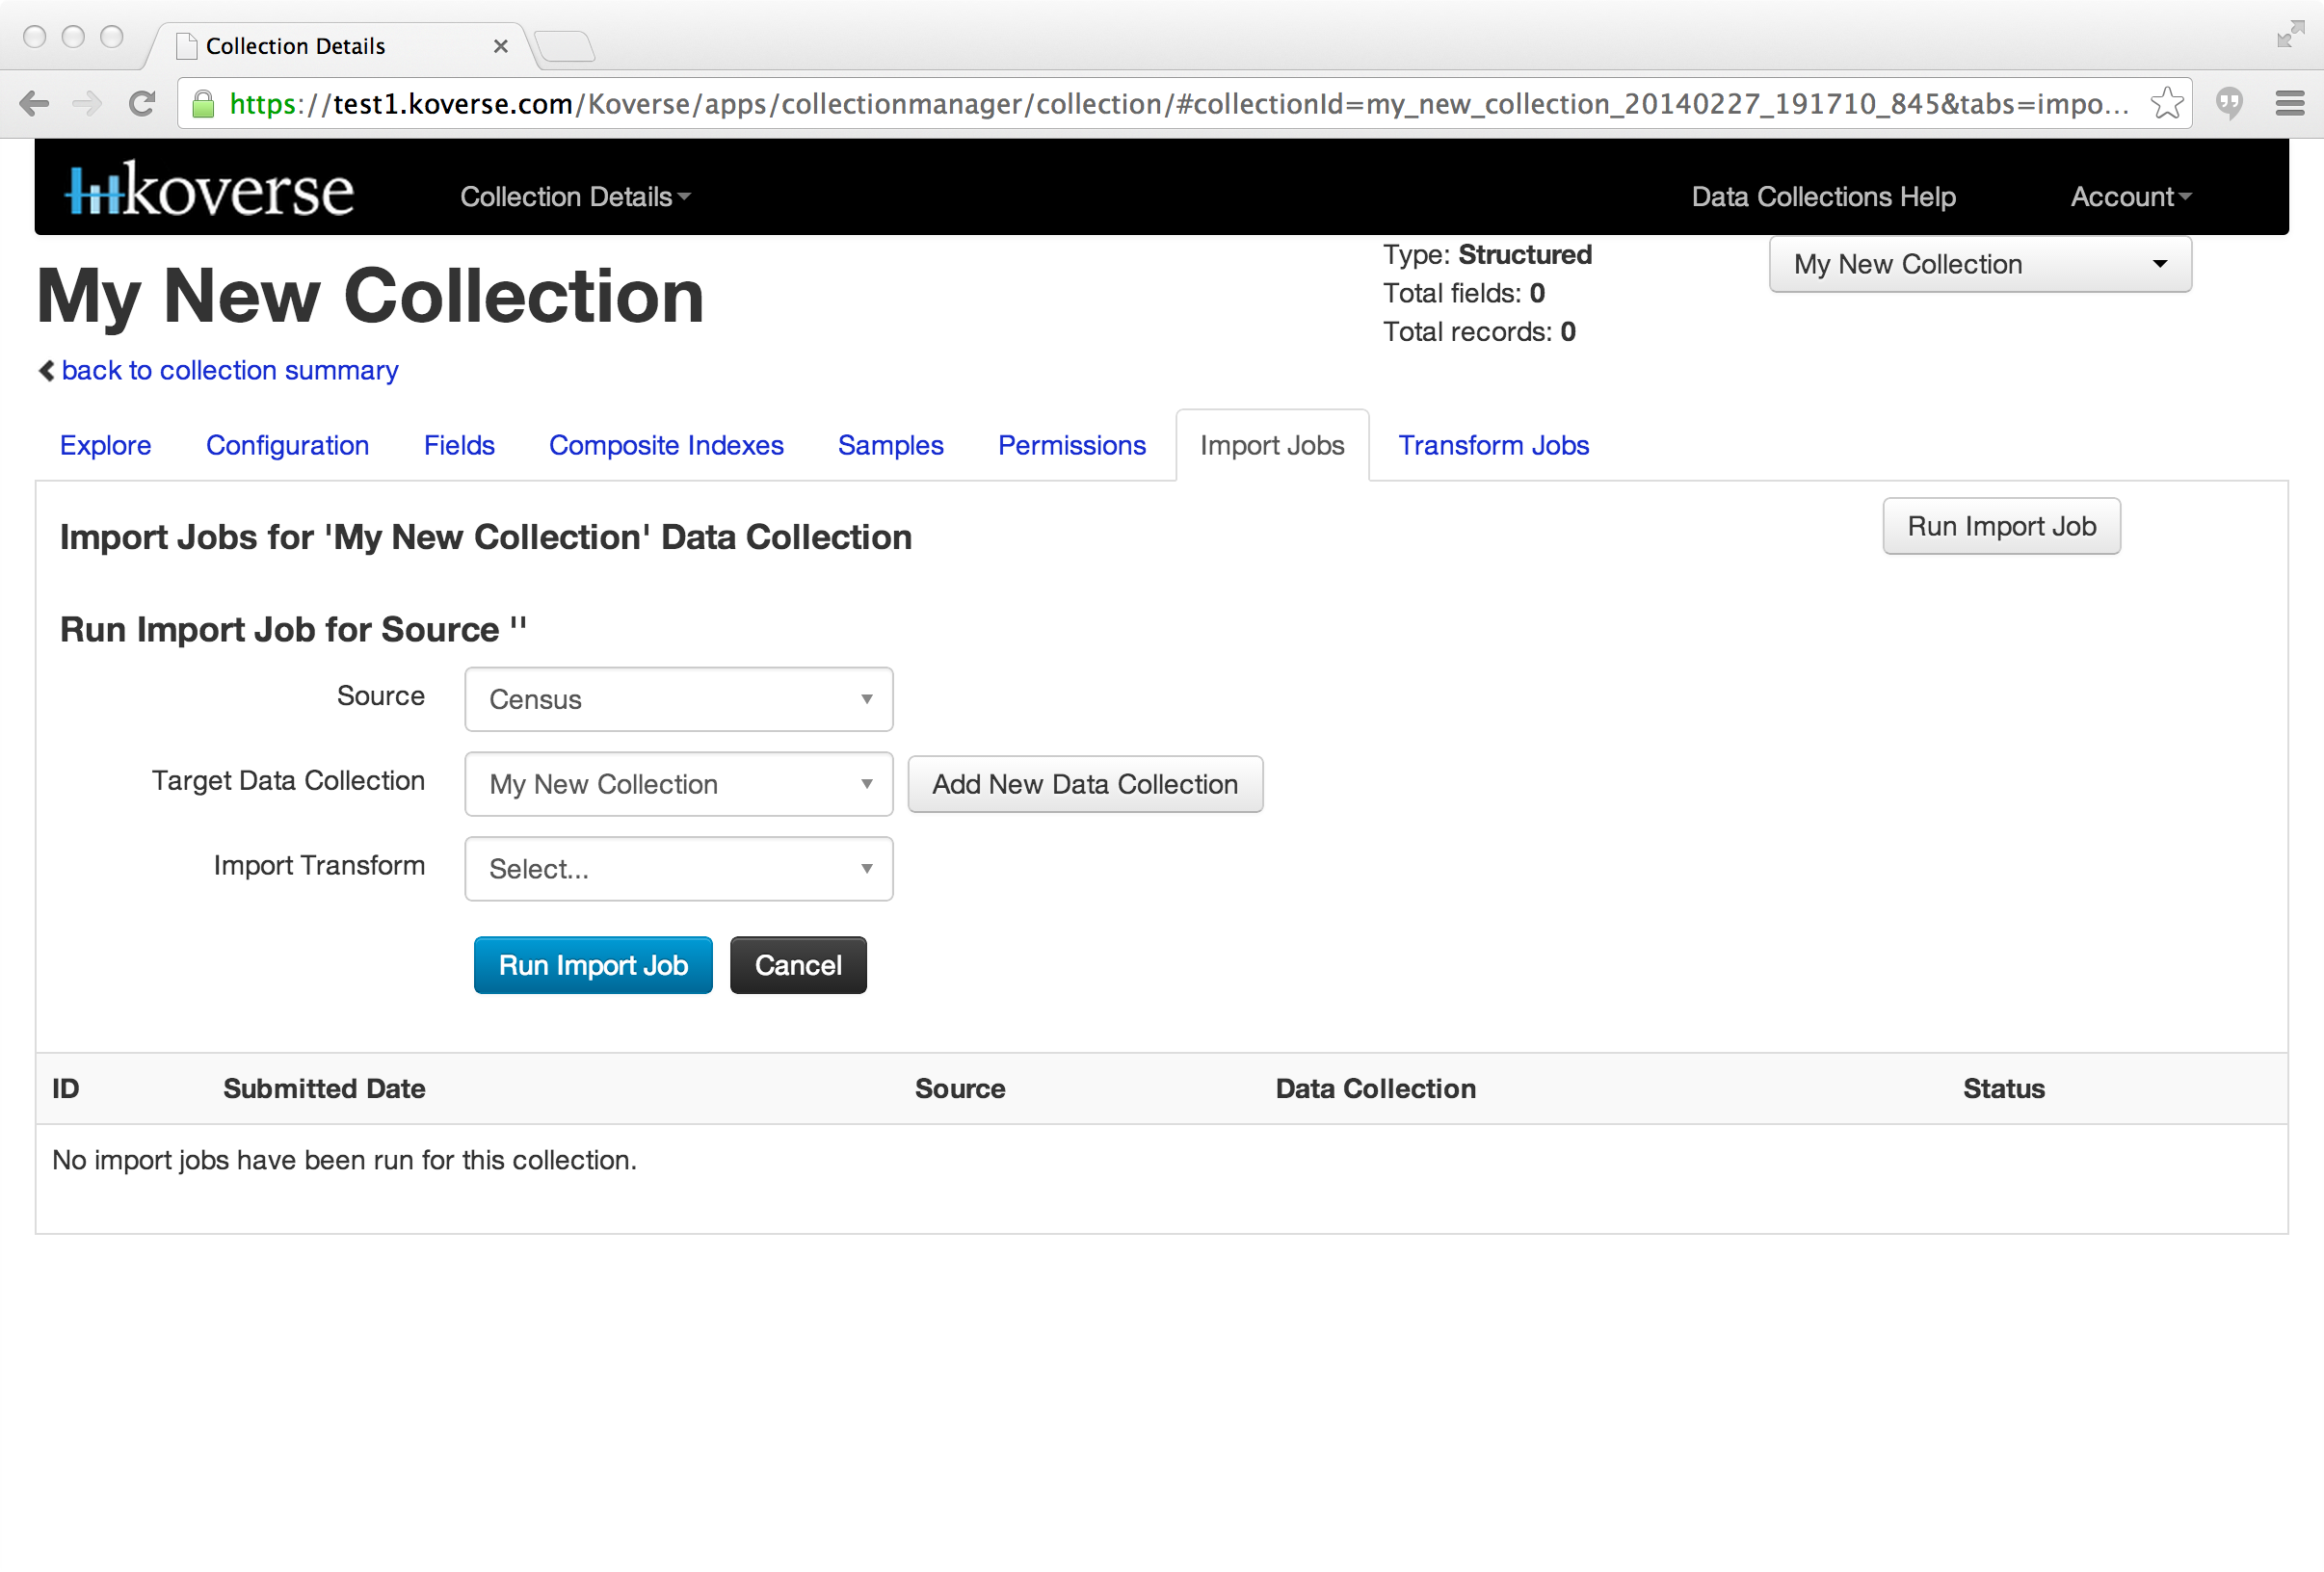 Collection Details
https://test1.koverse.com/Koverse/apps/collectionmanager/collection/#collectionId=my_new_collection_20140227_191710_845&tabs=impo...
koverse Collection Details Data Collections Help Account
My New Collection
Type: Structured
Total fields: 0
Total records: 0
My New Collection
back to collection summary
Explore Configuration Fields Composite Indexes Samples Permissions Import Jobs Transform Jobs
Import Jobs for 'My New Collection' Data Collection Run Import Job
Run Import Job for Source ''
Source Census
Target Data Collection My New Collection Add New Data Collection
Import Transform Select...
Run Import Job Cancel
ID Submitted Date Source Data Collection Status
No import jobs have been run for this collection.